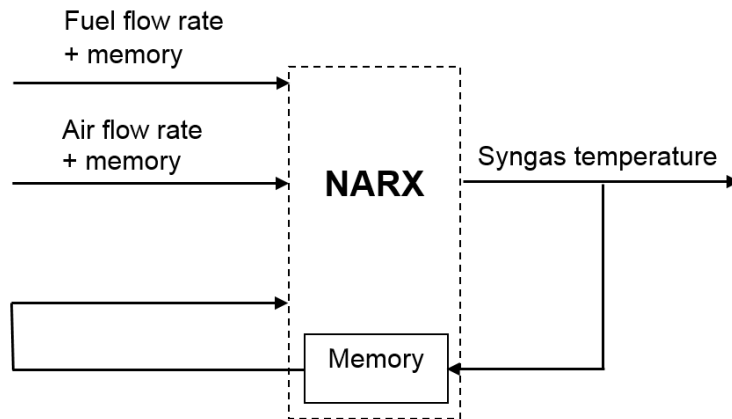 Fuel flow rate
+ memory
Air flow rate
+ memory
Syngas temperature
NARX
Memory